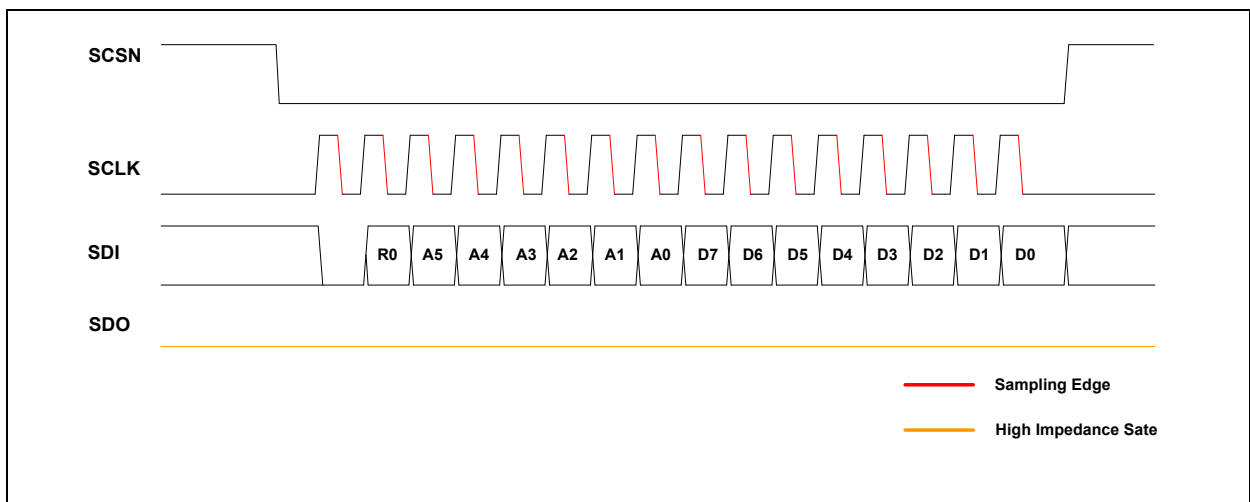 SCSN
SCLK
SDI R0 A5 A4 A3 A2 A1 A0 D7 D6 D5 D4 D3 D2 D1 D0
SDO
Sampling Edge
High Impedance Sate